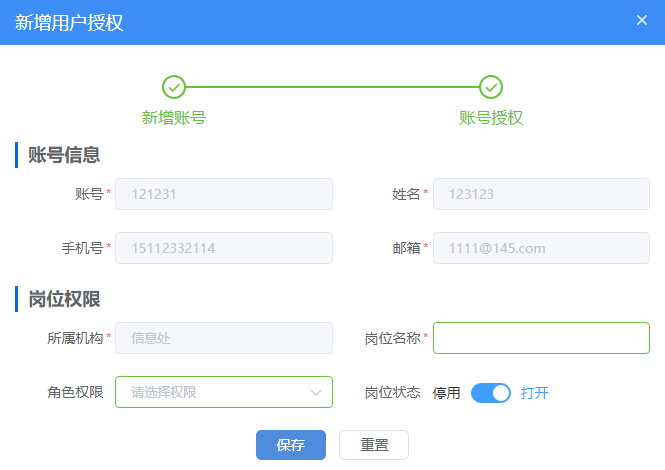 新增用户授权
新增账号 账号授权
账号信息
账号* 121231 姓名* 123123
手机号* 15112332114 邮箱* 1111@145.com
岗位权限
所属机构* 信息处 岗位名称*
角色权限 请选择权限 岗位状态 停用 打开
保存 重置